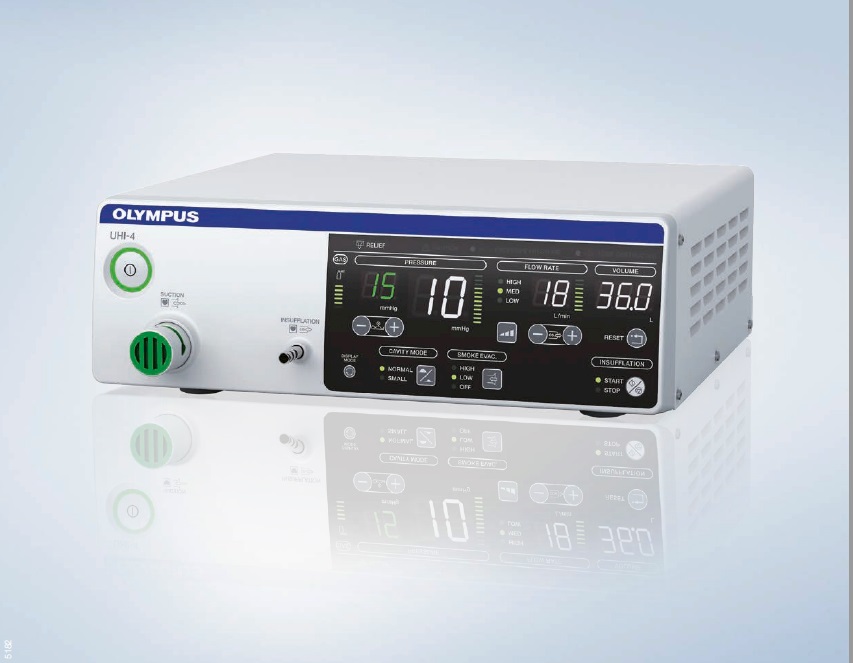 OLYMPUS
UHI-4
SUCTION
INSUFFLATION
RELIEF
GAS
PRESSURE
FLOW RATE
VOLUME
15
mmHg
10
mmHg
HIGH
MED
LOW
18
L/min
36.0
L
RESET
DISPLAY
MODE
CAVITY MODE
NORMAL
SMALL
SMOKE EVAC.
HIGH
LOW
OFF
INSUFFLATION
START
STOP